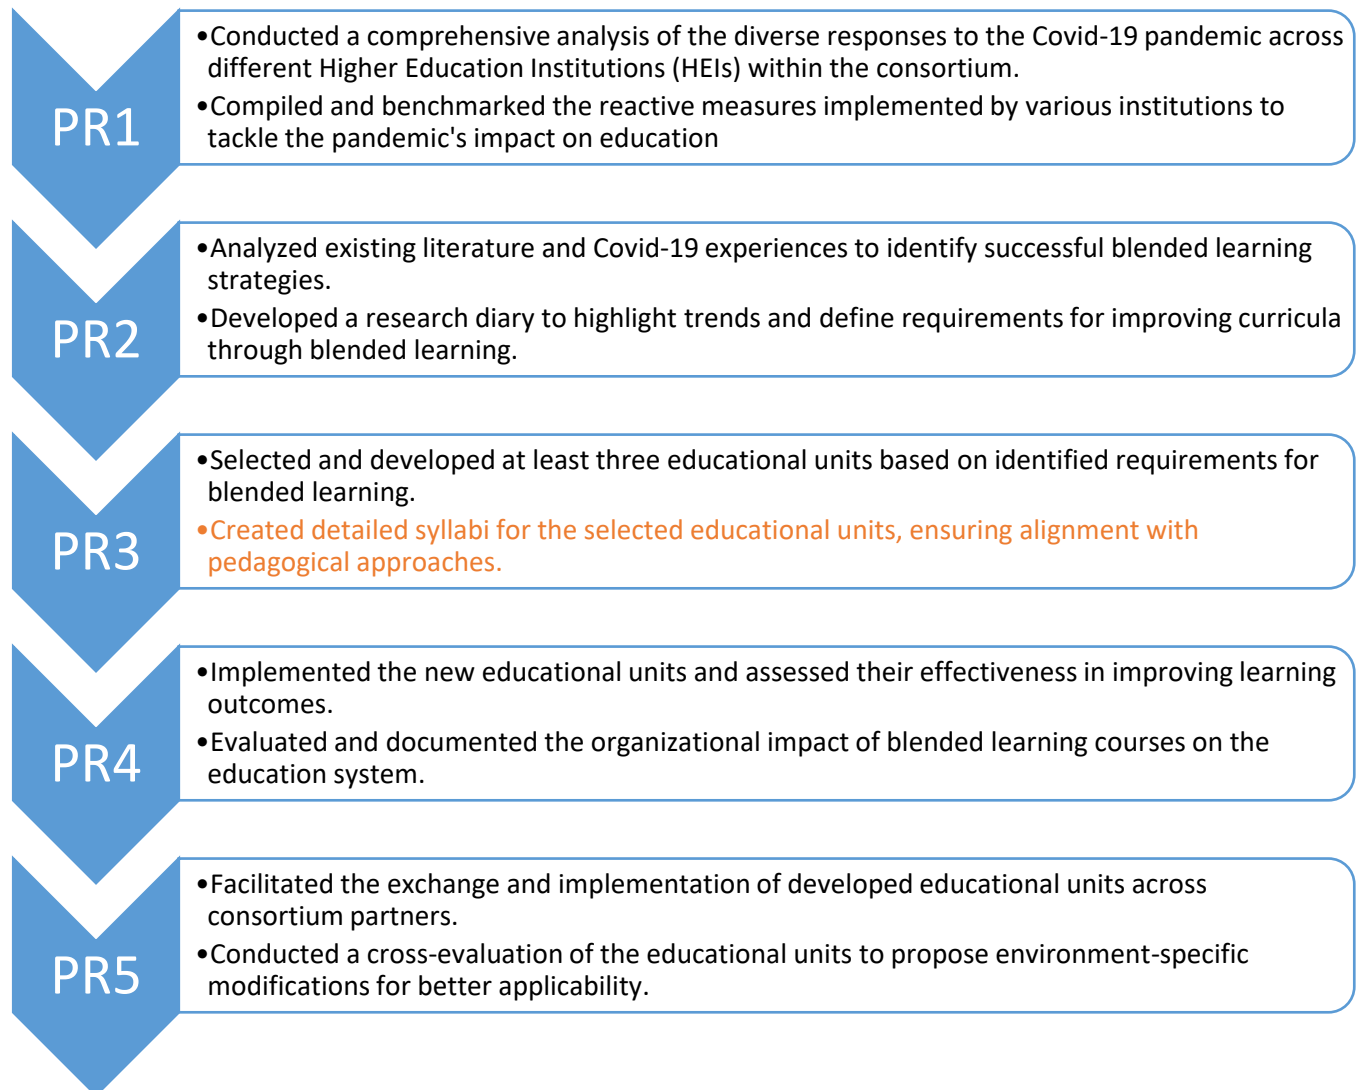 PR1
•Conducted a comprehensive analysis of the diverse responses to the Covid-19 pandemic across
different Higher Education Institutions (HEIs) within the consortium.
•Compiled and benchmarked the reactive measures implemented by various institutions to
tackle the pandemic's impact on education
PR2
•Analyzed existing literature and Covid-19 experiences to identify successful blended learning
strategies.
•Developed a research diary to highlight trends and define requirements for improving curricula
through blended learning.
PR3
•Selected and developed at least three educational units based on identified requirements for
blended learning.
•Created detailed syllabi for the selected educational units, ensuring alignment with
pedagogical approaches.
PR4
•Implemented the new educational units and assessed their effectiveness in improving learning
outcomes.
•Evaluated and documented the organizational impact of blended learning courses on the
education system.
PR5
•Facilitated the exchange and implementation of developed educational units across
consortium partners.
•Conducted a cross-evaluation of the educational units to propose environment-specific
modifications for better applicability.